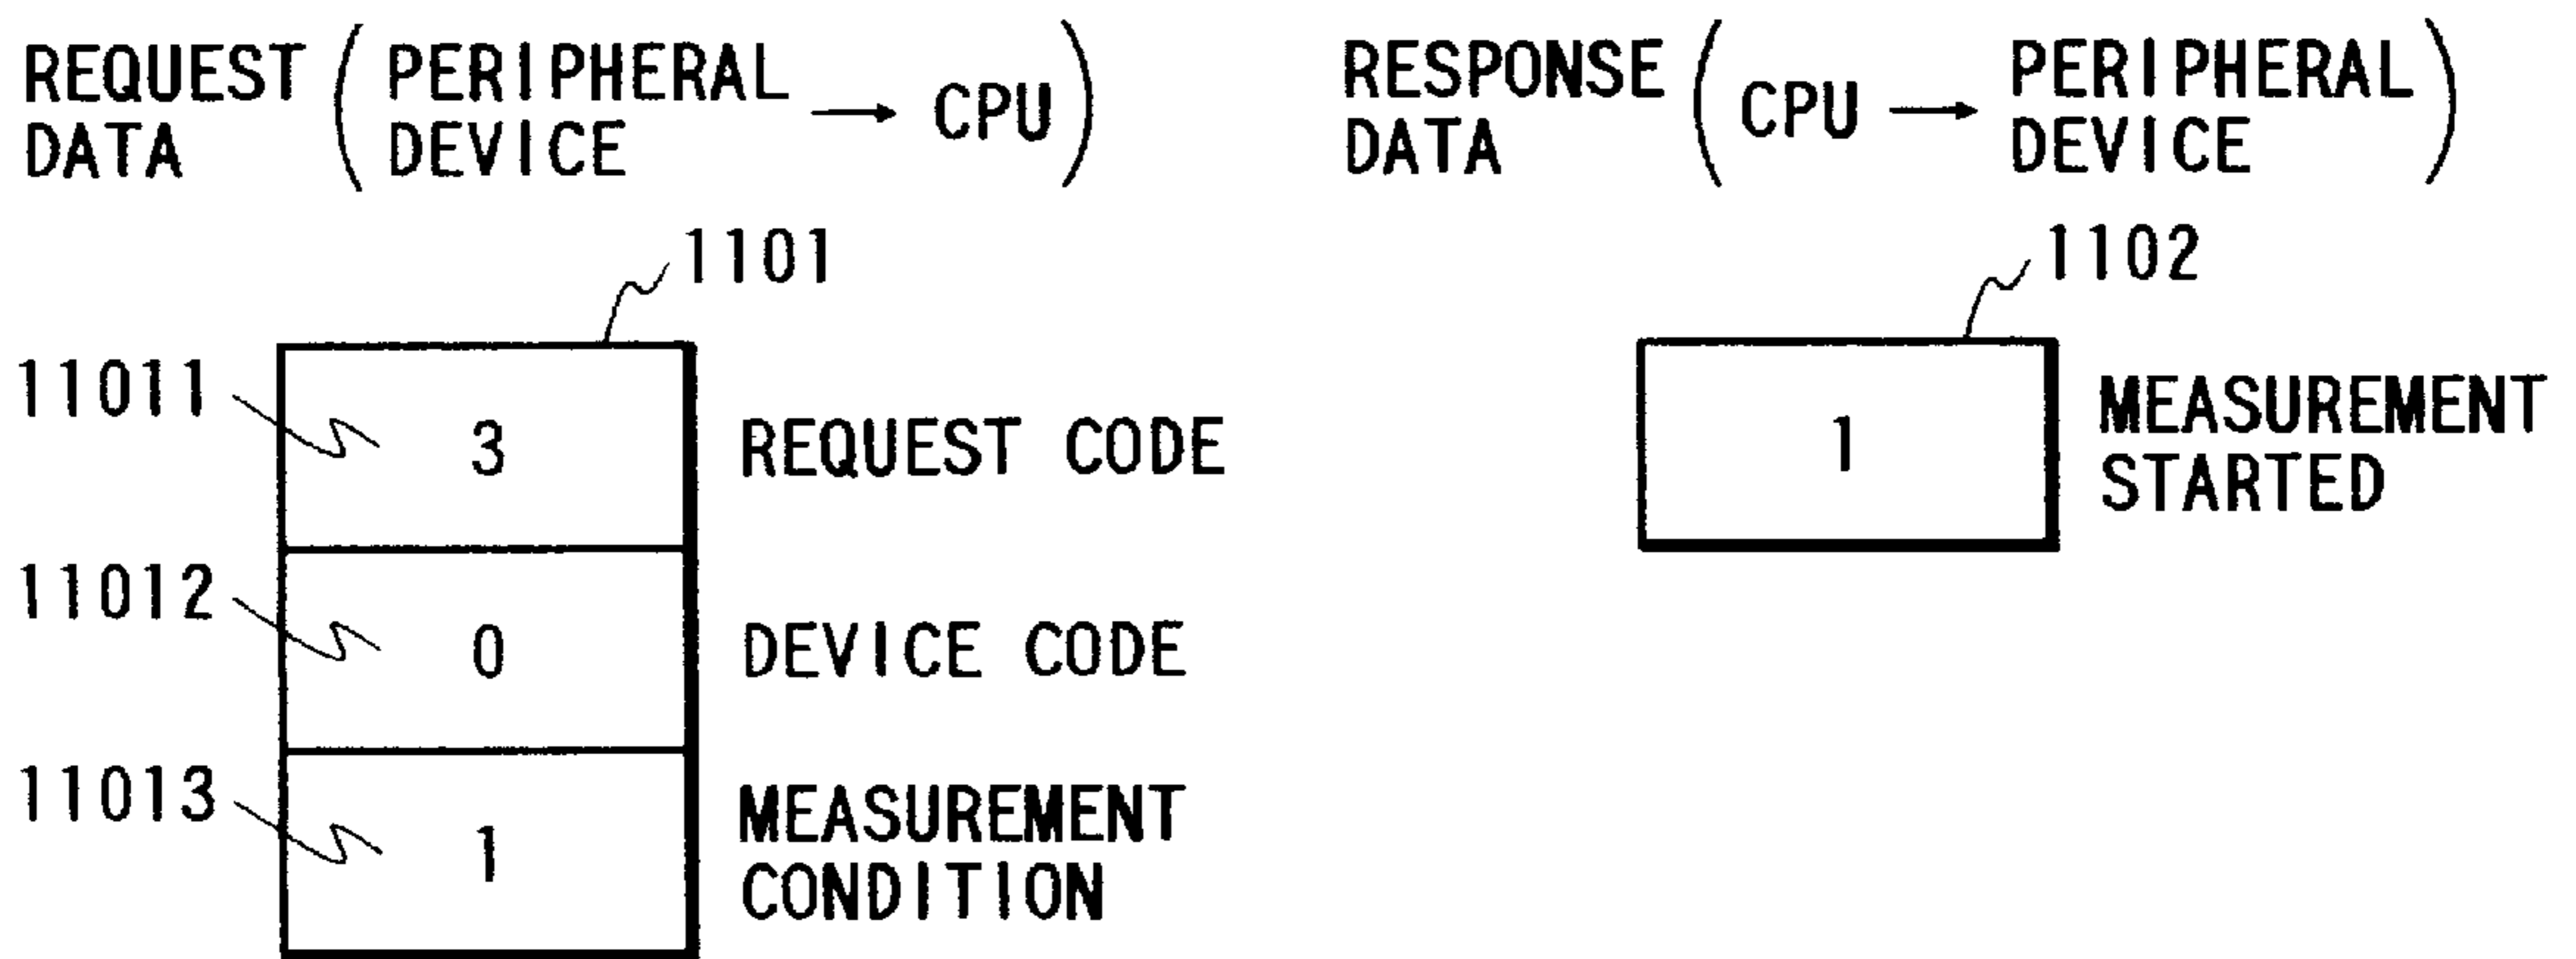 REQUEST DATA ( PERIPHERAL DEVICE → CPU )
1101
11011 3 REQUEST CODE
11012 0 DEVICE CODE
11013 1 MEASUREMENT CONDITION
RESPONSE DATA ( CPU → PERIPHERAL DEVICE )
1102
1 MEASUREMENT STARTED